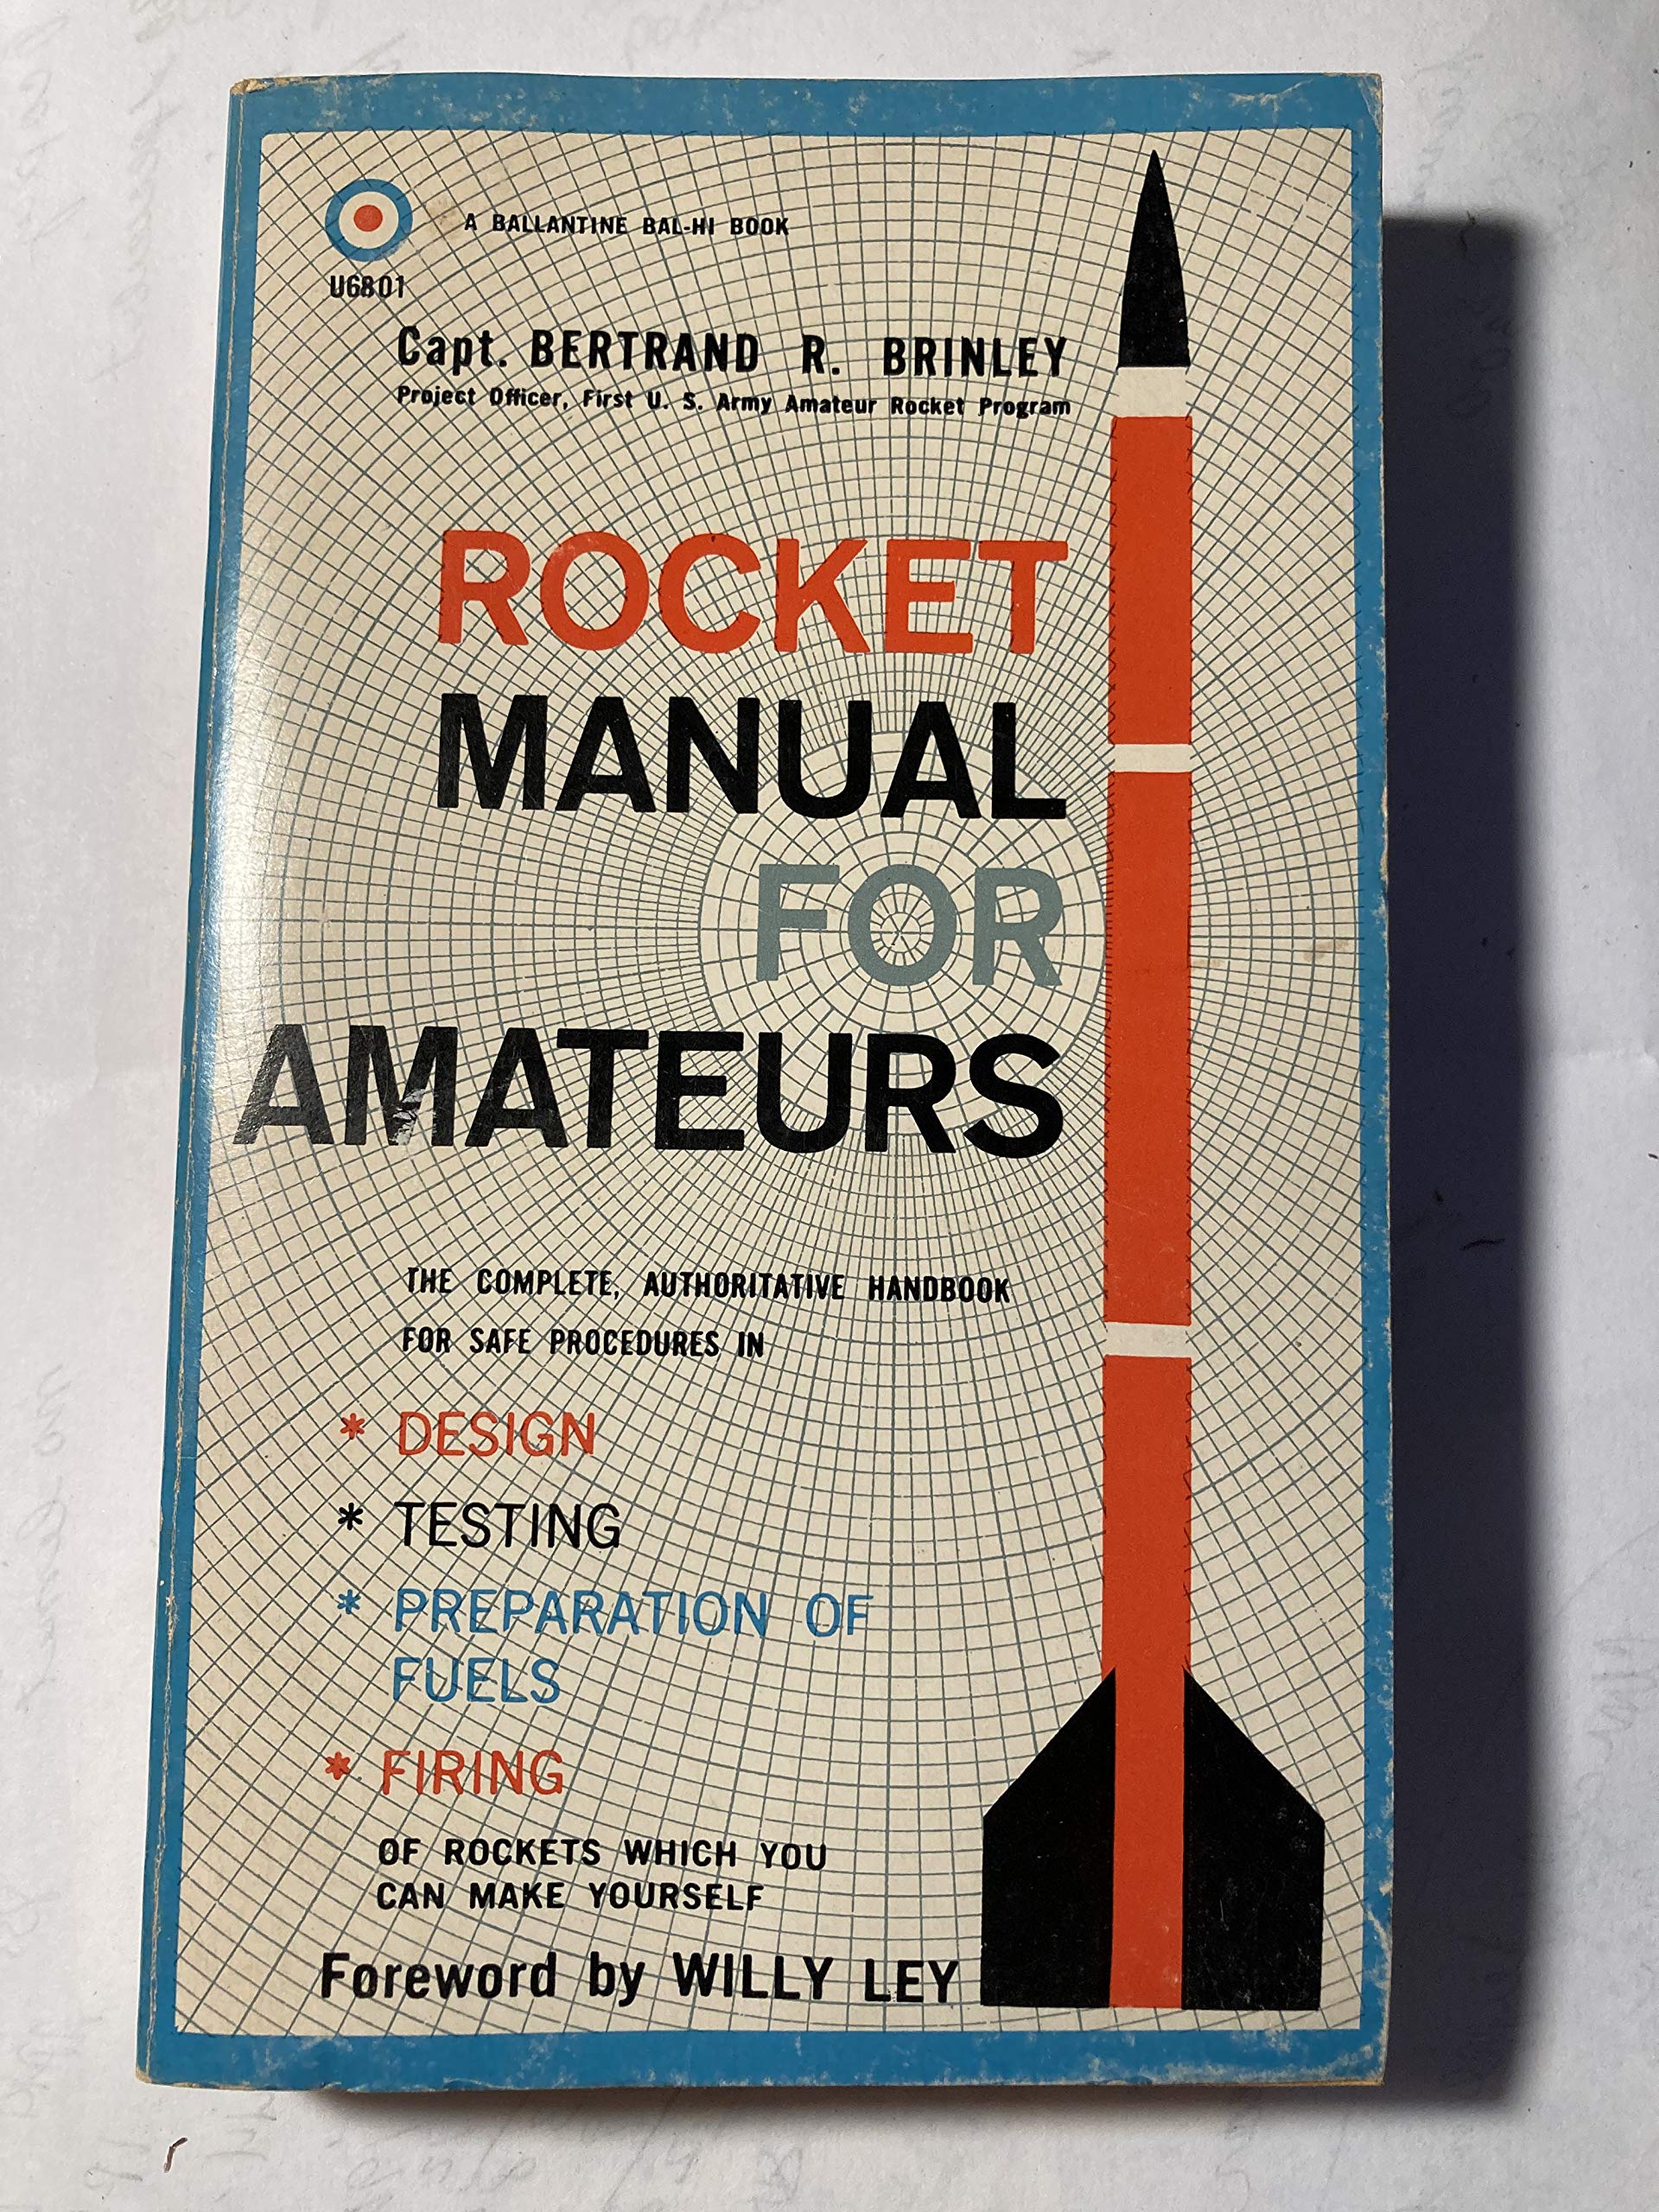 A BALLANTINE BAL-HI BOOK
U6801
Capt. BERTRAND R. BRINLEY
Project Officer, First U. S. Army Amateur Rocket Program
ROCKET
MANUAL
FOR
AMATEURS
THE COMPLETE, AUTHORITATIVE HANDBOOK
FOR SAFE PROCEDURES IN
* DESIGN
* TESTING
* PREPARATION OF
FUELS
* FIRING
OF ROCKETS WHICH YOU
CAN MAKE YOURSELF
Foreword by WILLY LEY